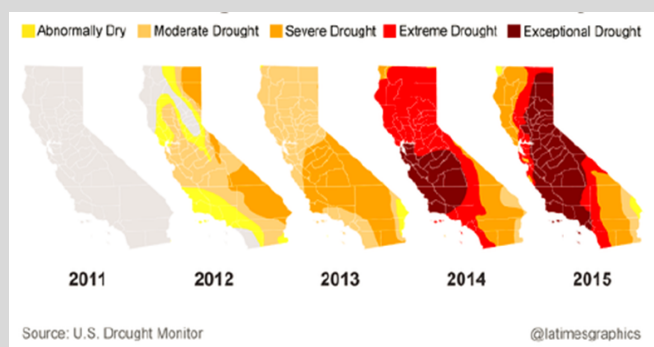 Abnormally Dry Moderate Drought Severe Drought Extreme Drought Exceptional Drought
2011 2012 2013 2014 2015
Source: U.S. Drought Monitor @latimesgraphics